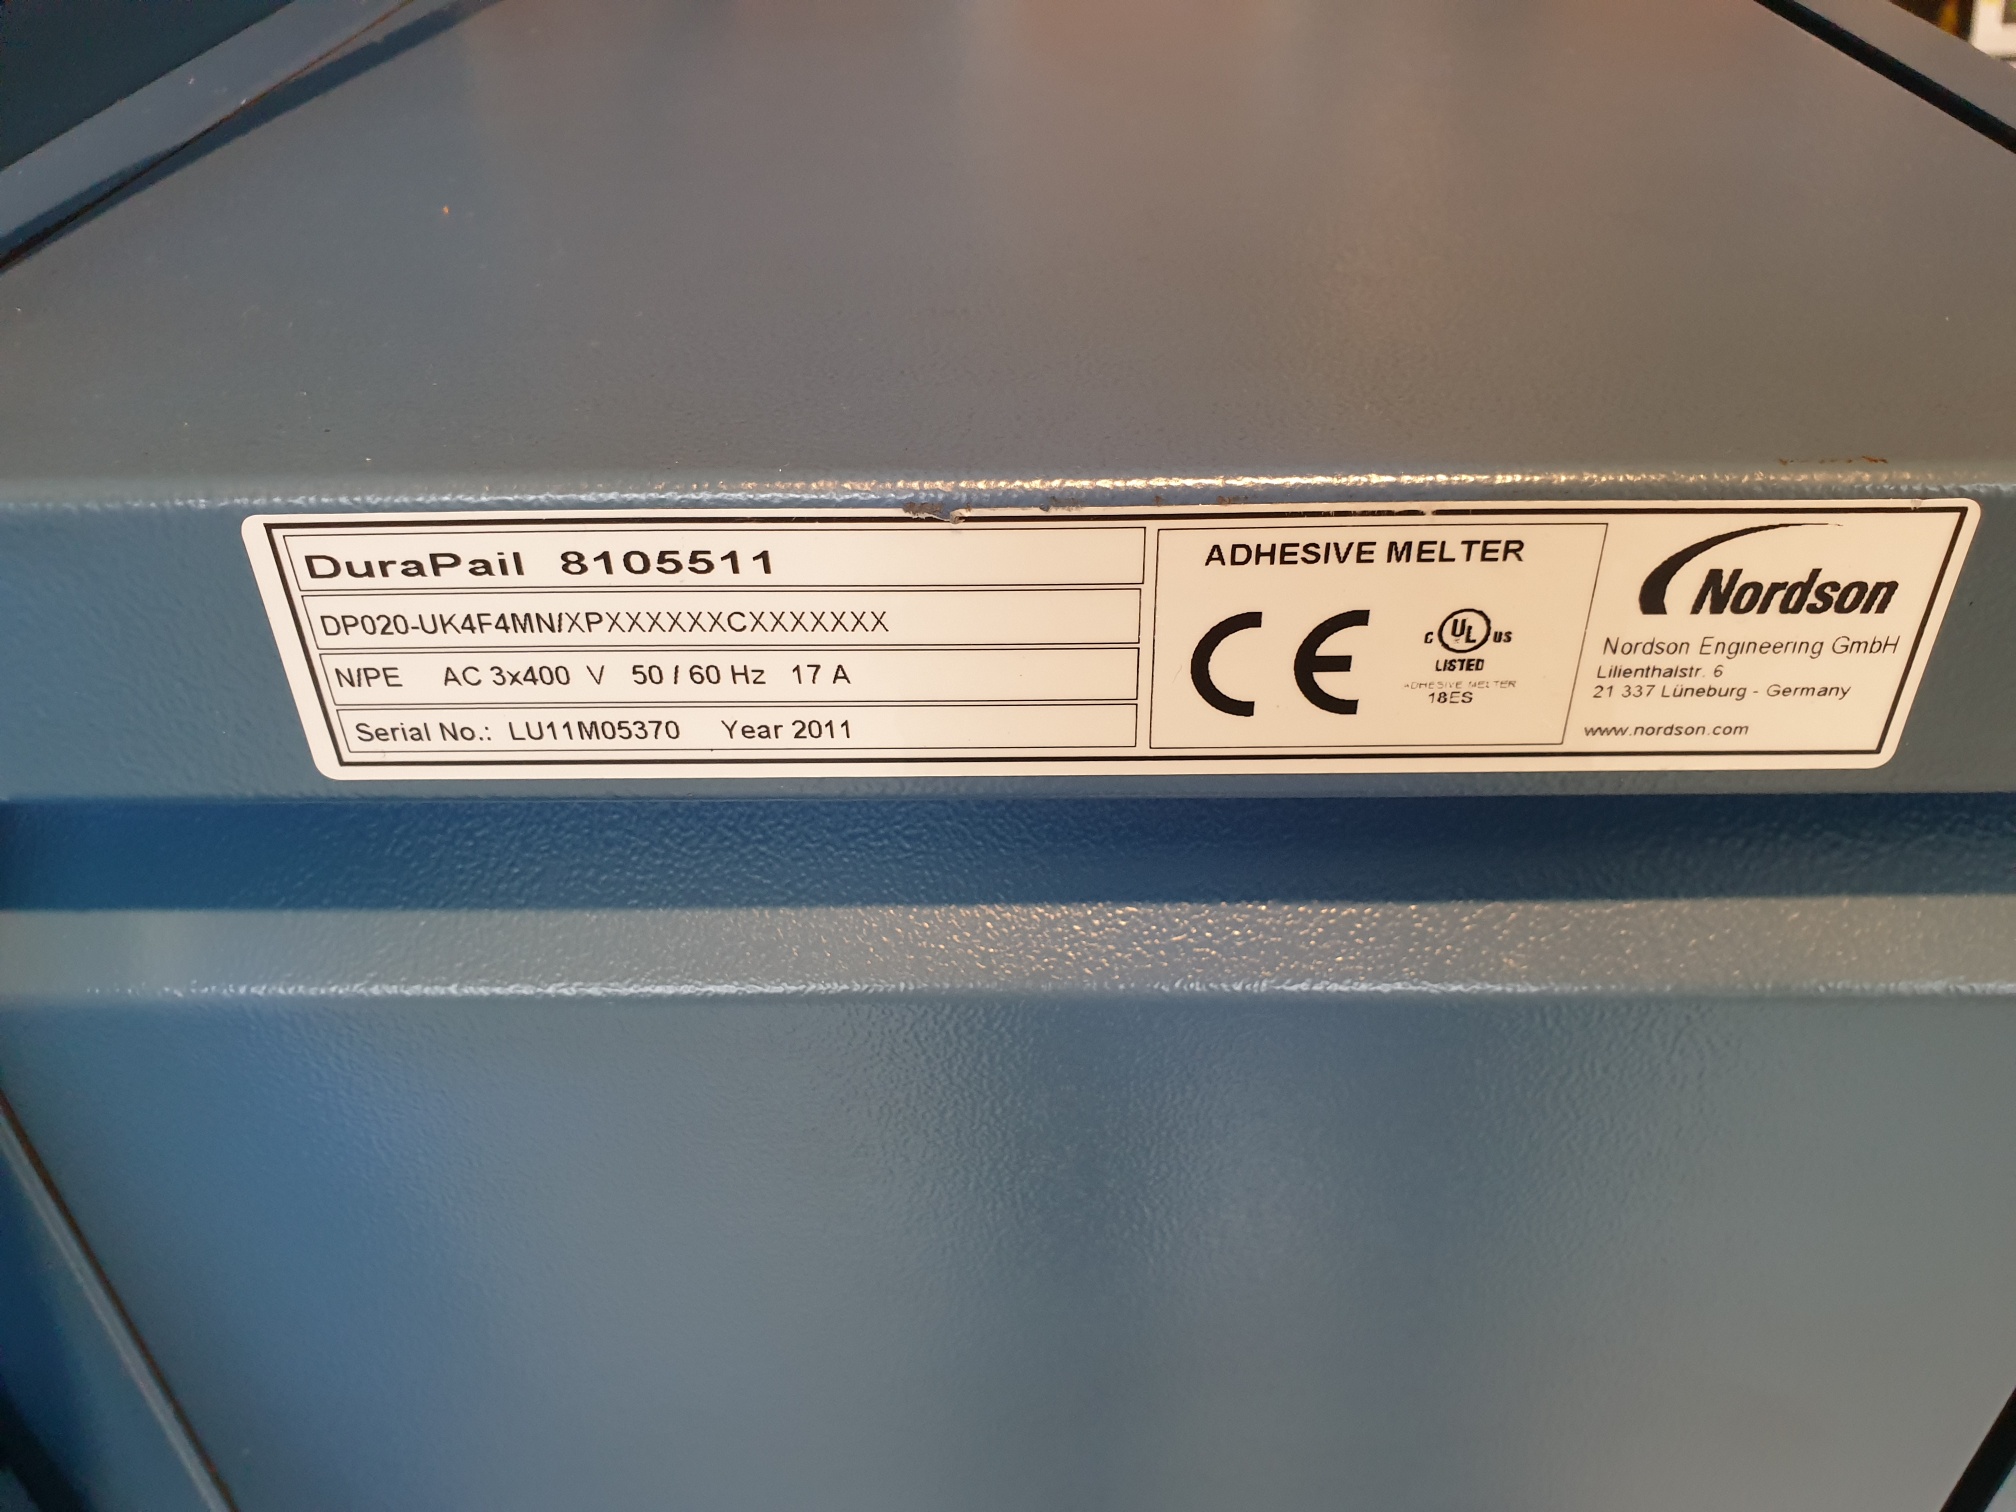 DuraPail 8105511
DP020-UK4F4MN/XPXXXXXXCXXXXXXX
N/PE AC 3x400 V 50 / 60 Hz 17 A
Serial No.: LU11M05370 Year 2011
ADHESIVE MELTER
CE
C UL US
LISTED
ADHESIVE MELTER
18ES
Nordson
Nordson Engineering GmbH
Lilienthalstr. 6
21 337 Lüneburg - Germany
www.nordson.com